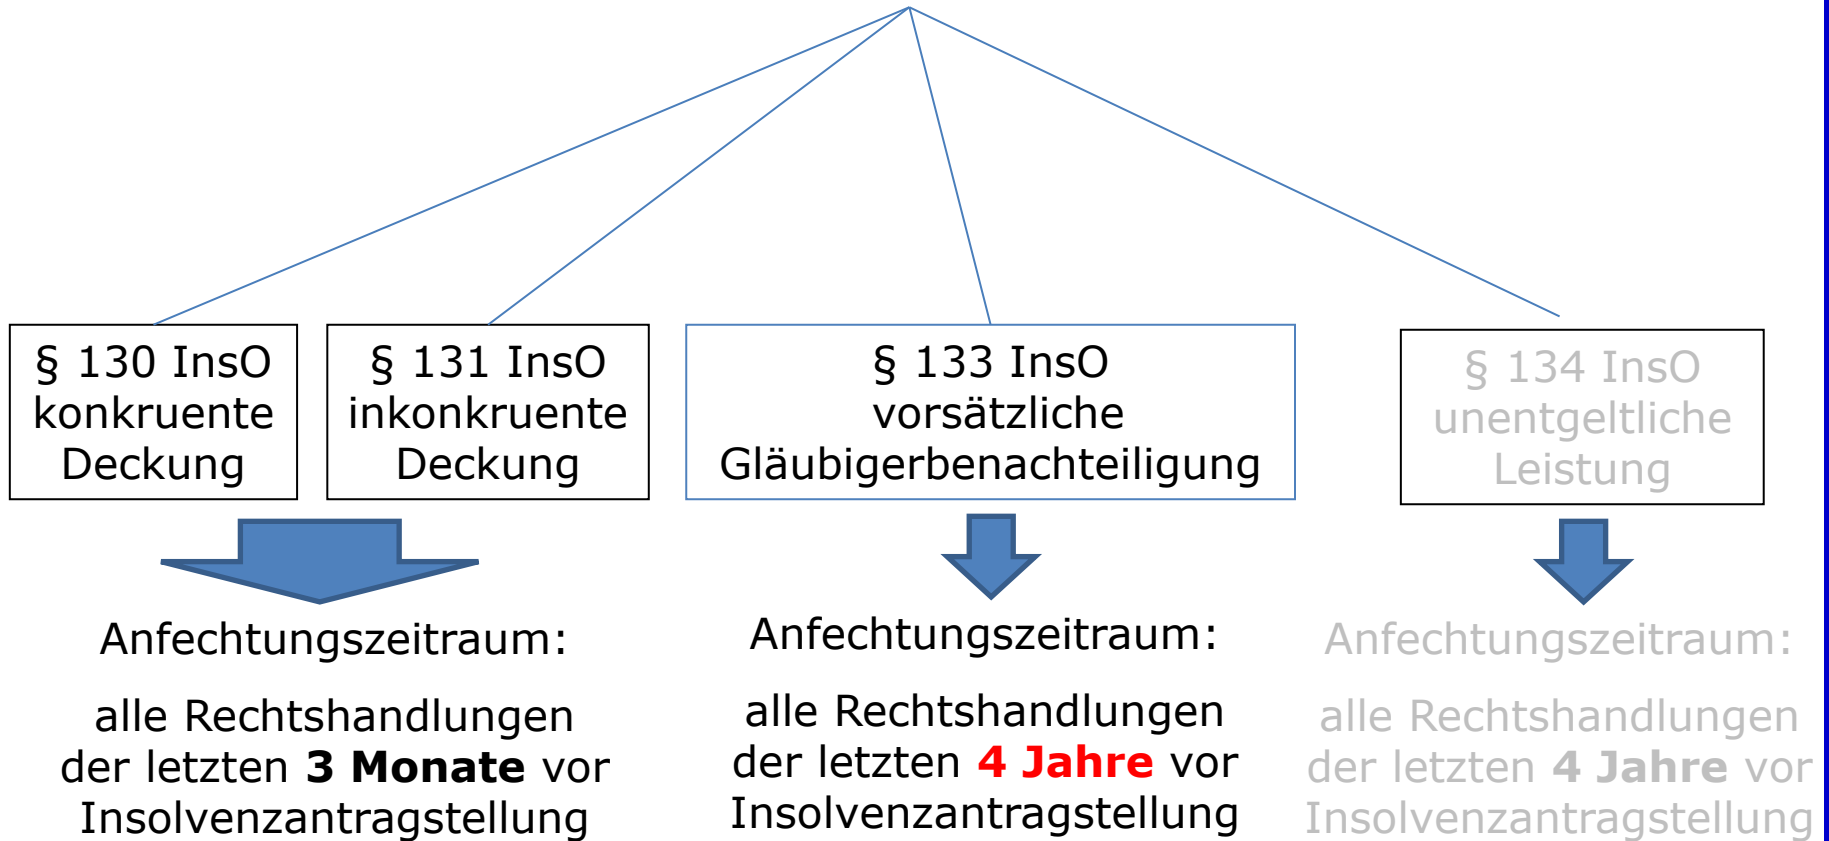 § 130 InsO
konkruente
Deckung
§ 131 InsO
inkonkruente
Deckung
§ 133 InsO
vorsätzliche
Gläubigerbenachteiligung
§ 134 InsO
unentgeltliche
Leistung
Anfechtungszeitraum:
alle Rechtshandlungen
der letzten 3 Monate vor
Insolvenzantragstellung
Anfechtungszeitraum:
alle Rechtshandlungen
der letzten 4 Jahre vor
Insolvenzantragstellung
Anfechtungszeitraum:
alle Rechtshandlungen
der letzten 4 Jahre vor
Insolvenzantragstellung